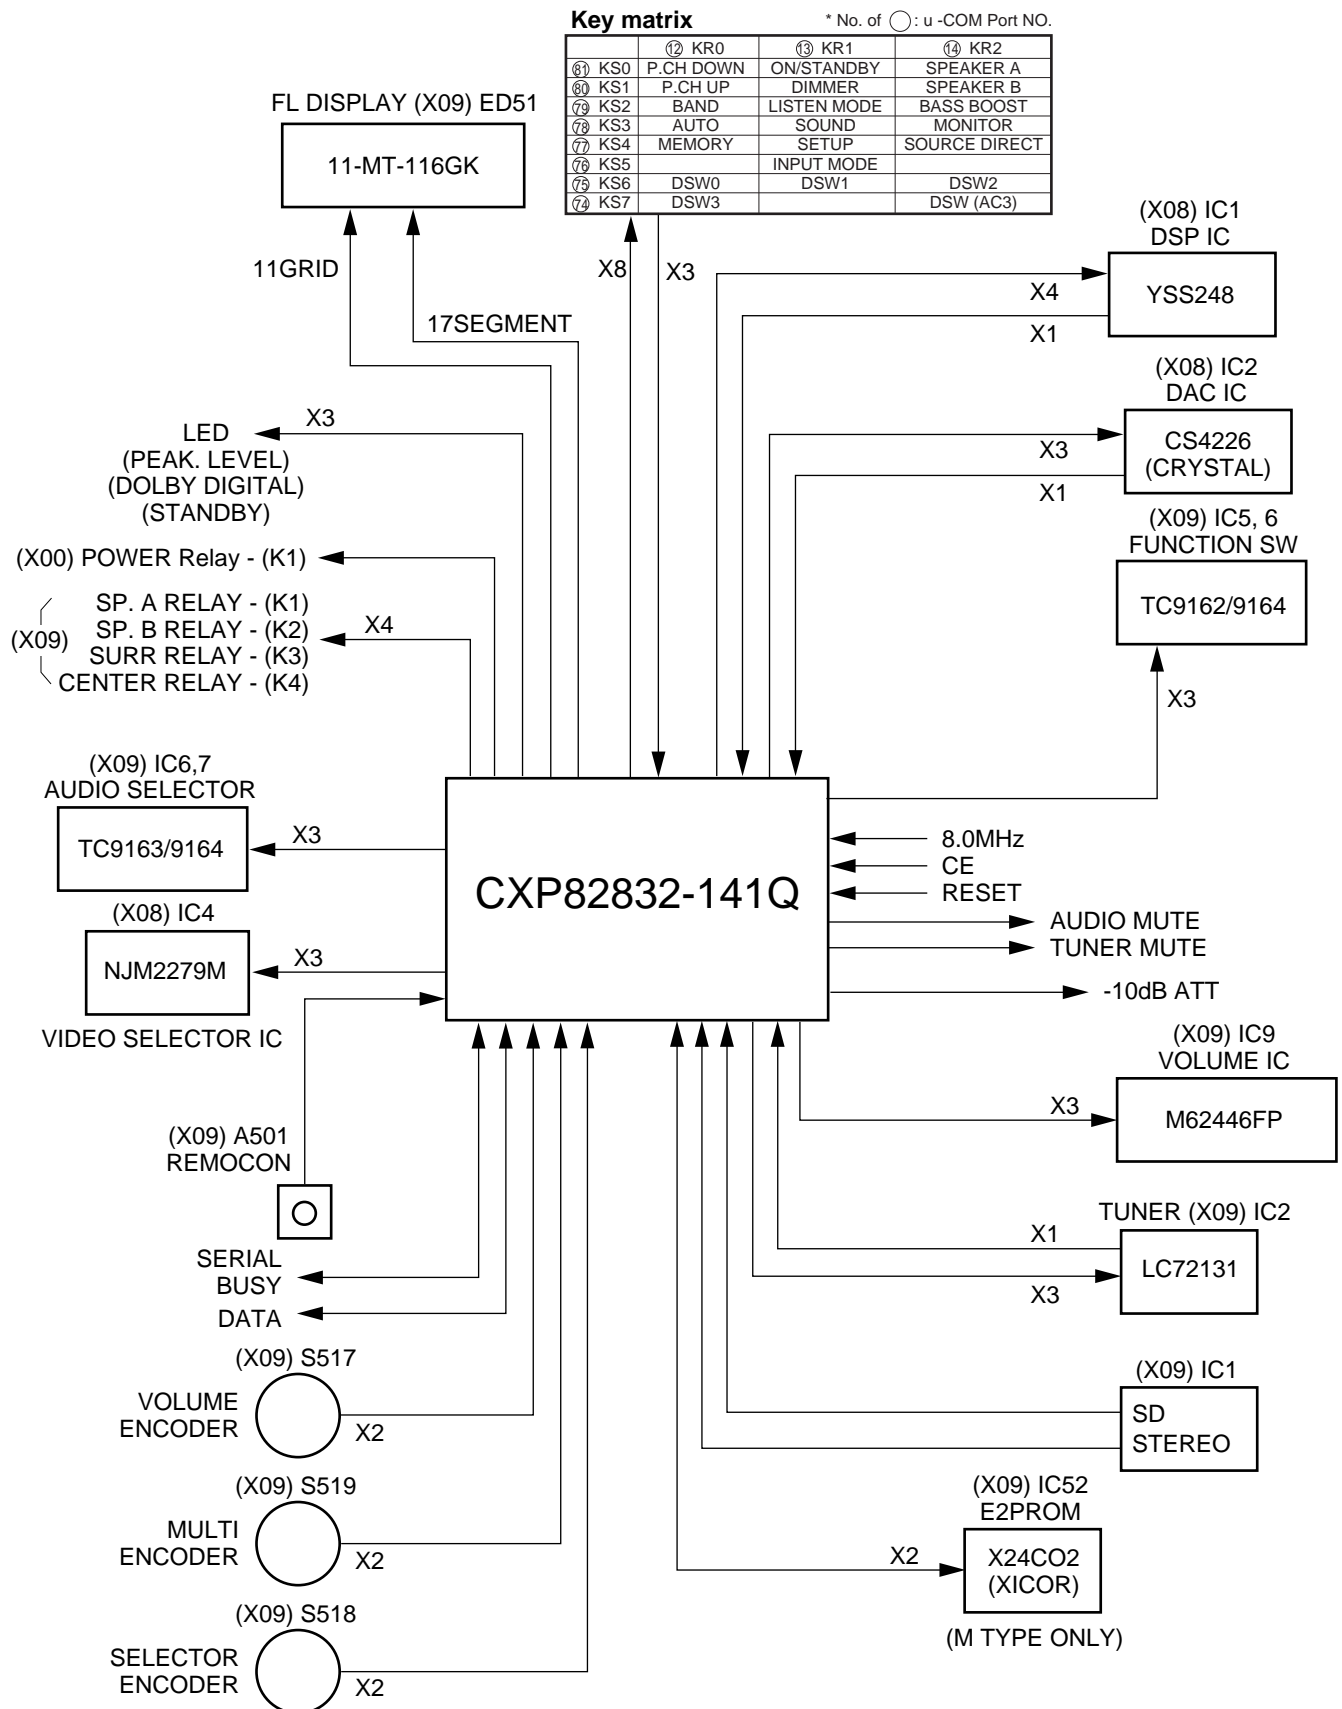 Key matrix
* No. of ◯ : u -COM Port NO.
⑫ KR0 ⑬ KR1 ⑭ KR2
81 KS0 P.CH DOWN ON/STANDBY SPEAKER A
80 KS1 P.CH UP DIMMER SPEAKER B
79 KS2 BAND LISTEN MODE BASS BOOST
78 KS3 AUTO SOUND MONITOR
77 KS4 MEMORY SETUP SOURCE DIRECT
76 KS5 INPUT MODE
75 KS6 DSW0 DSW1 DSW2
74 KS7 DSW3 DSW (AC3)
FL DISPLAY (X09) ED51
11-MT-116GK
11GRID
17SEGMENT
X8
X3
(X08) IC1
DSP IC
YSS248
X4
X1
(X08) IC2
DAC IC
CS4226
(CRYSTAL)
X3
X1
(X09) IC5, 6
FUNCTION SW
TC9162/9164
X3
LED
(PEAK. LEVEL)
(DOLBY DIGITAL)
(STANDBY)
X3
(X00) POWER Relay - (K1)
(X09)
SP. A RELAY - (K1)
SP. B RELAY - (K2)
SURR RELAY - (K3)
CENTER RELAY - (K4)
X4
(X09) IC6,7
AUDIO SELECTOR
TC9163/9164
X3
(X08) IC4
NJM2279M
X3
VIDEO SELECTOR IC
CXP82832-141Q
8.0MHz
CE
RESET
AUDIO MUTE
TUNER MUTE
-10dB ATT
(X09) IC9
VOLUME IC
M62446FP
X3
(X09) A501
REMOCON
SERIAL
BUSY
DATA
TUNER (X09) IC2
LC72131
X1
X3
(X09) S517
VOLUME
ENCODER
X2
(X09) IC1
SD
STEREO
(X09) S519
MULTI
ENCODER
X2
(X09) IC52
E2PROM
X24CO2
(XICOR)
X2
(M TYPE ONLY)
(X09) S518
SELECTOR
ENCODER
X2